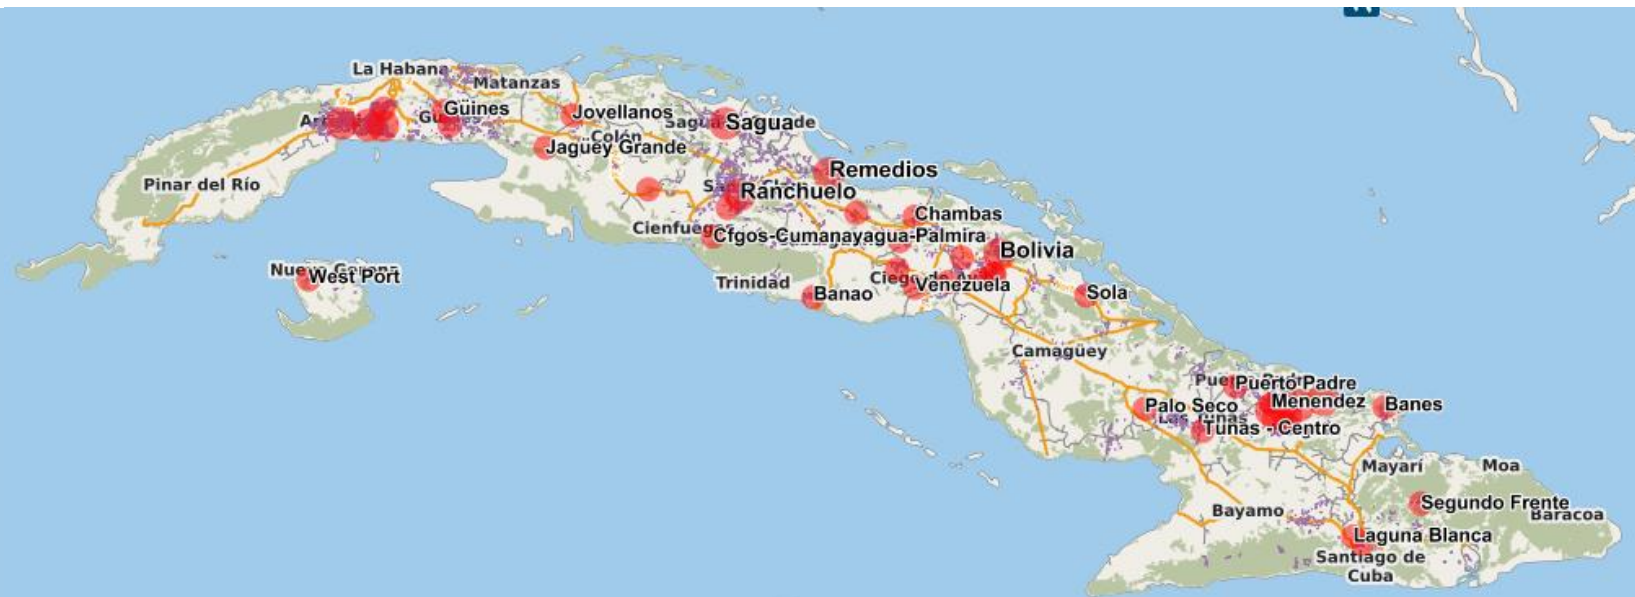 La Habana
Matanzas
Güines
Jovellanos
Sagua
Colón
Jaguey Grande
Remedios
Pinar del Río
Ranchuelo
Chambas
Cienfuegos
Cfgos-Cumanayagua-Palmira
Bolivia
West Port
Trinidad
Venezuela
Banao
Sola
Camagüey
Puerto Padre
Menendez
Banes
Palo Seco
Tunas - Centro
Mayarí
Moa
Segundo Frente
Baracoa
Bayamo
Laguna Blanca
Santiago de
Cuba